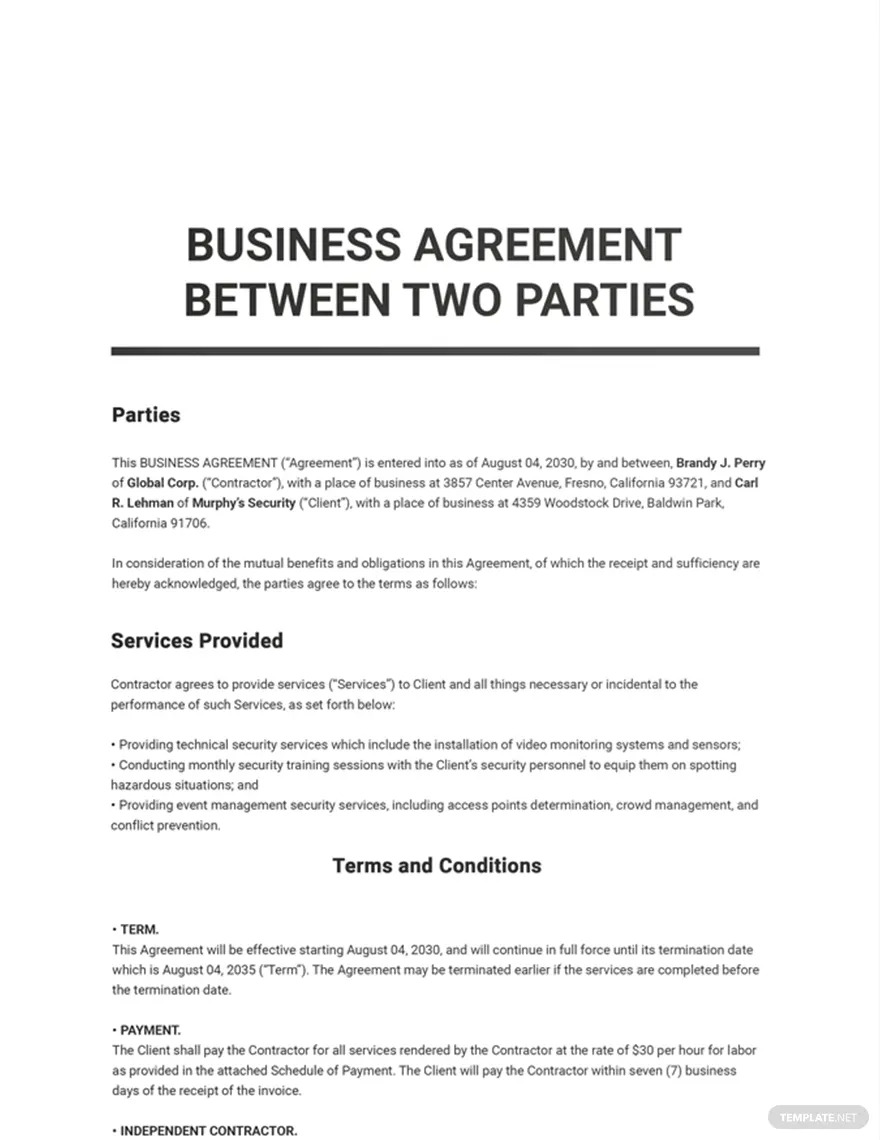 BUSINESS AGREEMENT
BETWEEN TWO PARTIES
Parties
This BUSINESS AGREEMENT (“Agreement”) is entered into as of August 04, 2030, by and between, Brandy J. Perry
of Global Corp. (“Contractor”), with a place of business at 3857 Center Avenue, Fresno, California 93721, and Carl
R. Lehman of Murphy’s Security (“Client”), with a place of business at 4359 Woodstock Drive, Baldwin Park,
California 91706.
In consideration of the mutual benefits and obligations in this Agreement, of which the receipt and sufficiency are
hereby acknowledged, the parties agree to the terms as follows:
Services Provided
Contractor agrees to provide services (“Services”) to Client and all things necessary or incidental to the
performance of such Services, as set forth below:
• Providing technical security services which include the installation of video monitoring systems and sensors;
• Conducting monthly security training sessions with the Client’s security personnel to equip them on spotting
hazardous situations; and
• Providing event management security services, including access points determination, crowd management, and
conflict prevention.
Terms and Conditions
• TERM.
This Agreement will be effective starting August 04, 2030, and will continue in full force until its termination date
which is August 04, 2035 (“Term”). The Agreement may be terminated earlier if the services are completed before
the termination date.
• PAYMENT.
The Client shall pay the Contractor for all services rendered by the Contractor at the rate of $30 per hour for labor
as provided in the attached Schedule of Payment. The Client will pay the Contractor within seven (7) business
days of the receipt of the invoice.
• INDEPENDENT CONTRACTOR.
TEMPLATE.NET